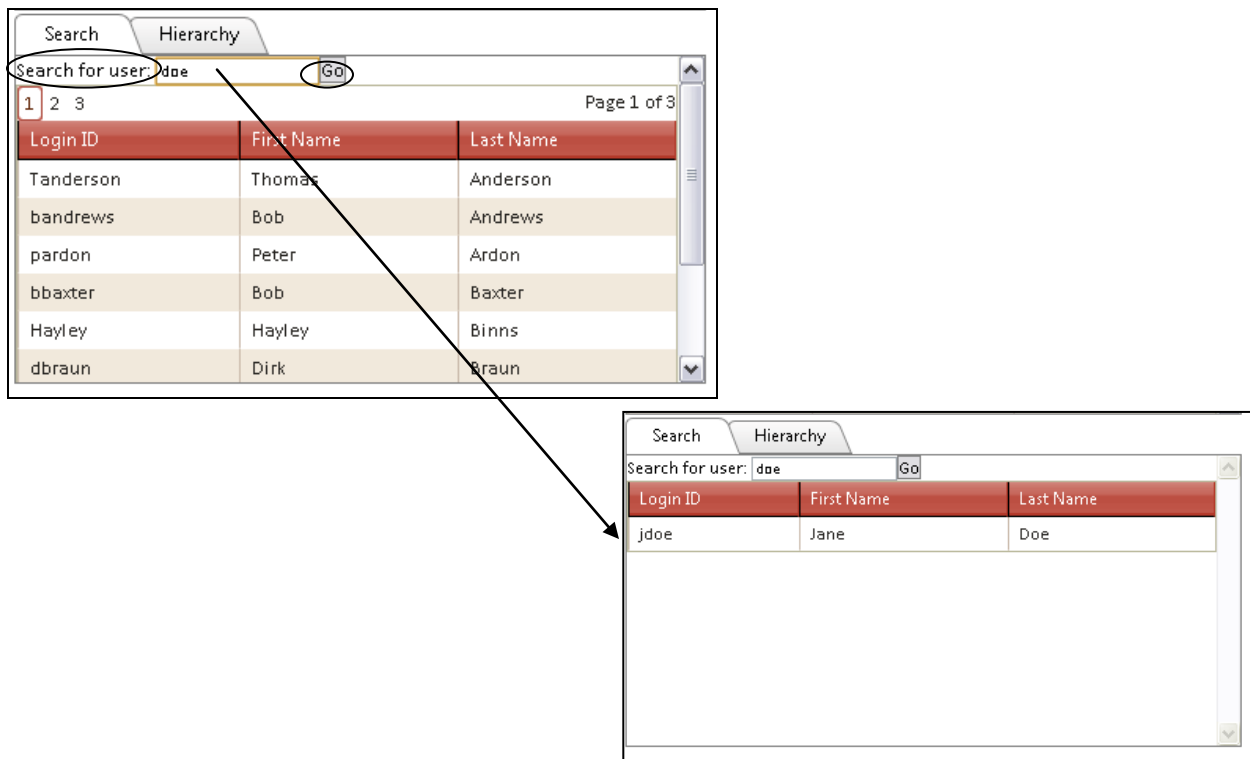 Search Hierarchy
Search for user: doe Go
1 2 3 Page 1 of 3
Login ID First Name Last Name
Tanderson Thomas Anderson
bandrews Bob Andrews
pardon Peter Ardon
bbaxter Bob Baxter
Hayley Hayley Binns
dbraun Dirk Braun
Search Hierarchy
Search for user: doe Go
Login ID First Name Last Name
jdoe Jane Doe